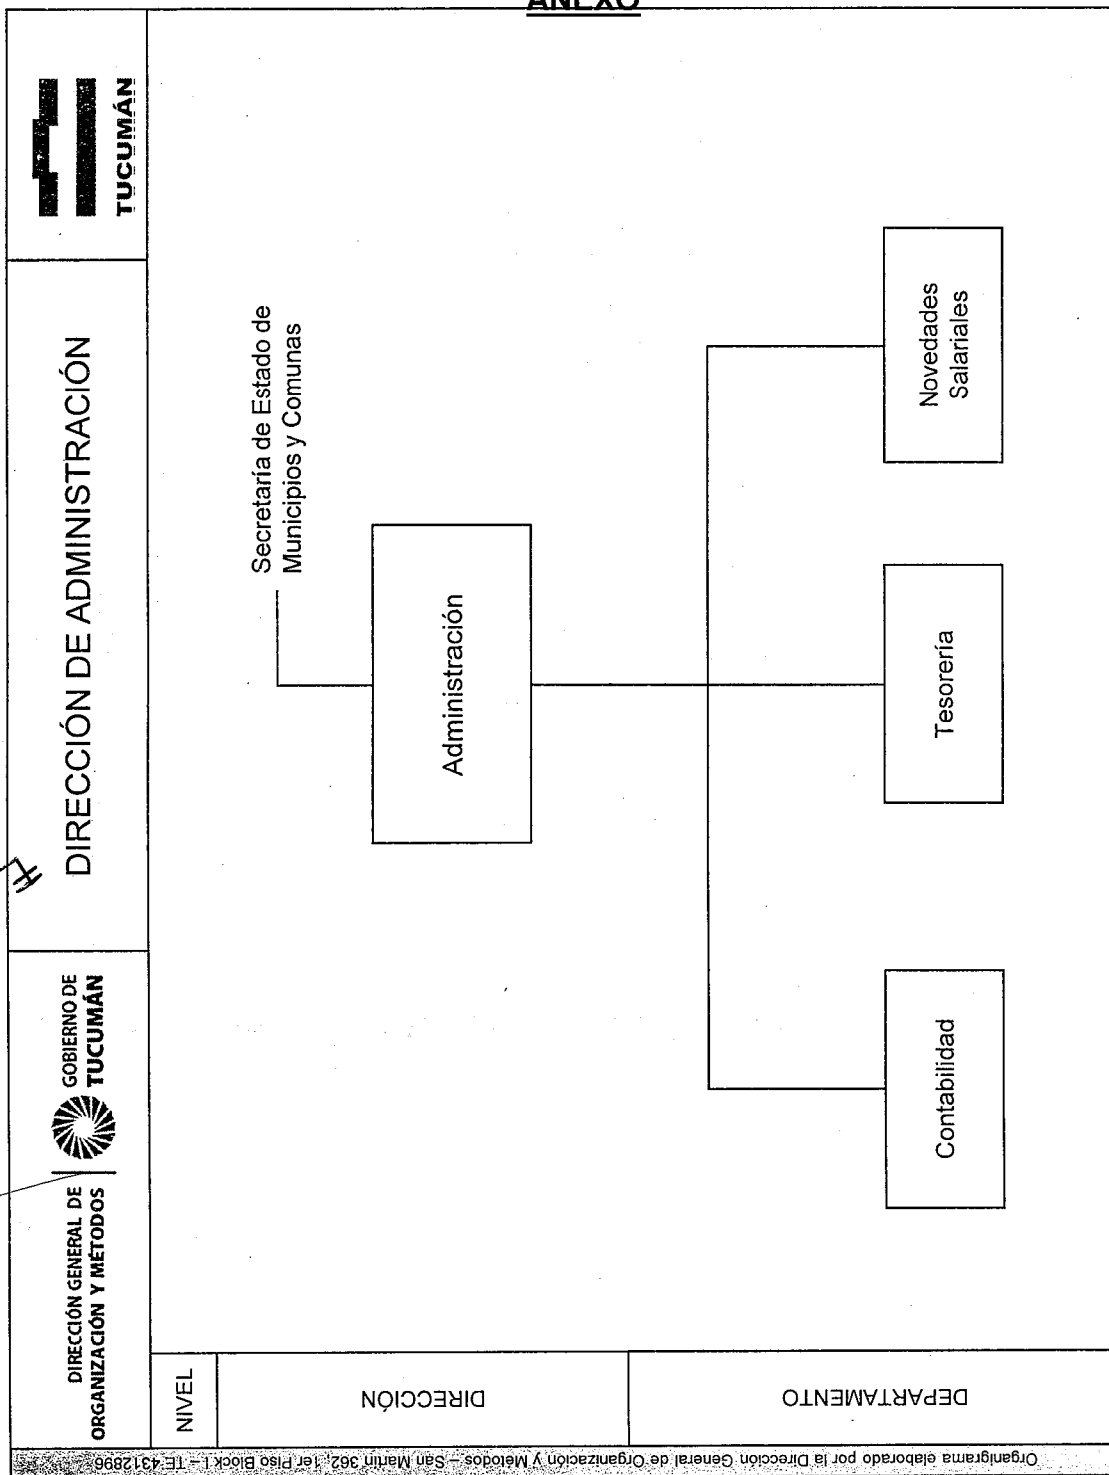 ANEXO
DIRECCIÓN GENERAL DE
ORGANIZACIÓN Y MÉTODOS
GOBIERNO DE
TUCUMÁN
DIRECCIÓN DE ADMINISTRACIÓN
TUCUMÁN
NIVEL
DIRECCIÓN
Secretaría de Estado de
Municipios y Comunas
Administración
DEPARTAMENTO
Contabilidad
Tesorería
Novedades
Salariales
Organigrama elaborado por la Dirección General de Organización y Métodos – San Martín 362, 1er Piso Block I – TE 4312896